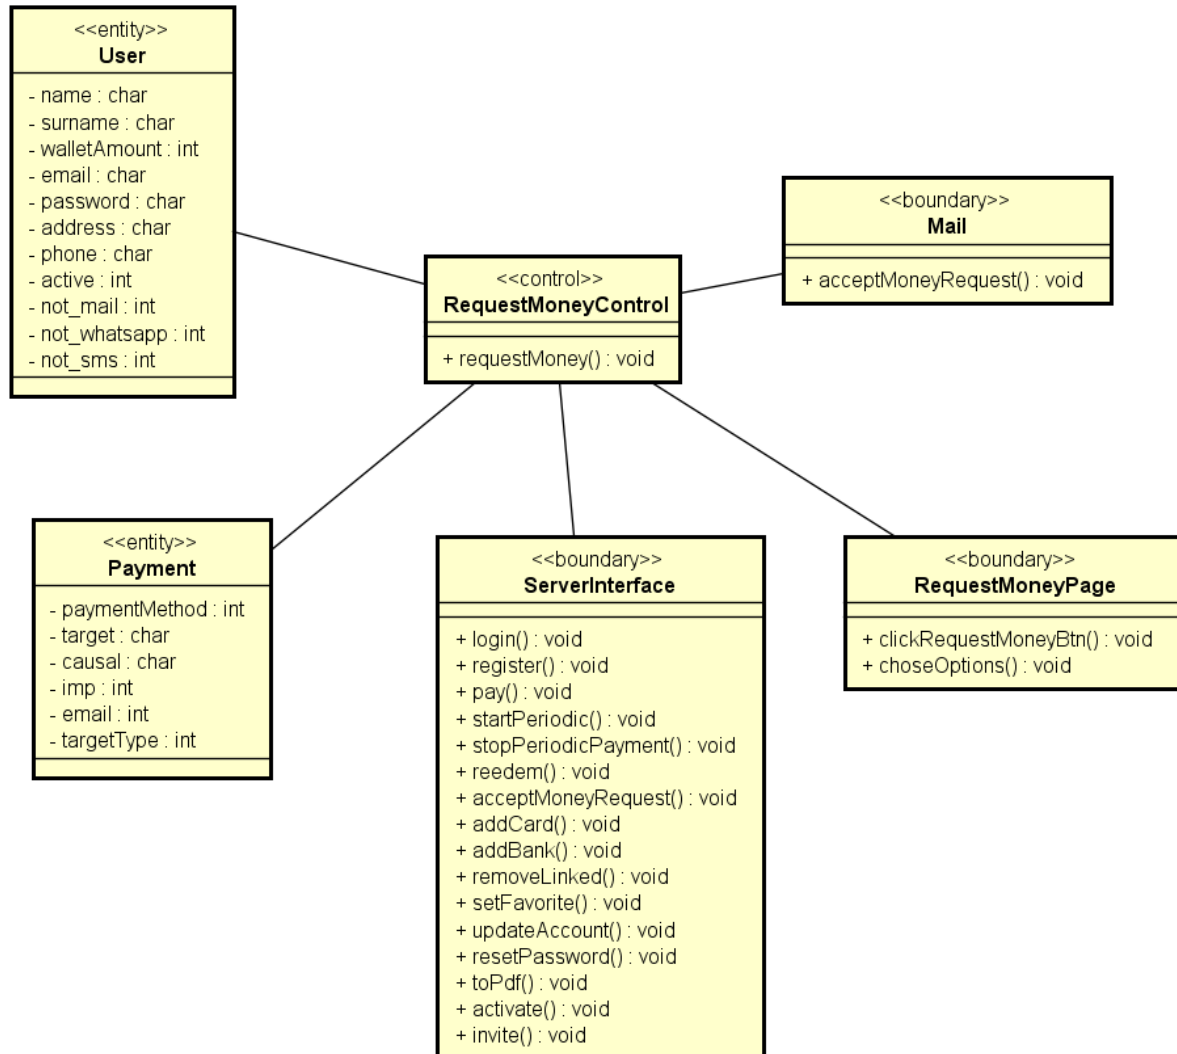 <<entity>>
User
- name : char
- surname : char
- walletAmount : int
- email : char
- password : char
- address : char
- phone : char
- active : int
- not_mail : int
- not_whatsapp : int
- not_sms : int
<<control>>
RequestMoneyControl
+ requestMoney() : void
<<boundary>>
Mail
+ acceptMoneyRequest() : void
<<entity>>
Payment
- paymentMethod : int
- target : char
- causal : char
- imp : int
- email : int
- targetType : int
<<boundary>>
ServerInterface
+ login() : void
+ register() : void
+ pay() : void
+ startPeriodic() : void
+ stopPeriodicPayment() : void
+ reedem() : void
+ acceptMoneyRequest() : void
+ addCard() : void
+ addBank() : void
+ removeLinked() : void
+ setFavorite() : void
+ updateAccount() : void
+ resetPassword() : void
+ toPdf() : void
+ activate() : void
+ invite() : void
<<boundary>>
RequestMoneyPage
+ clickRequestMoneyBtn() : void
+ choseOptions() : void